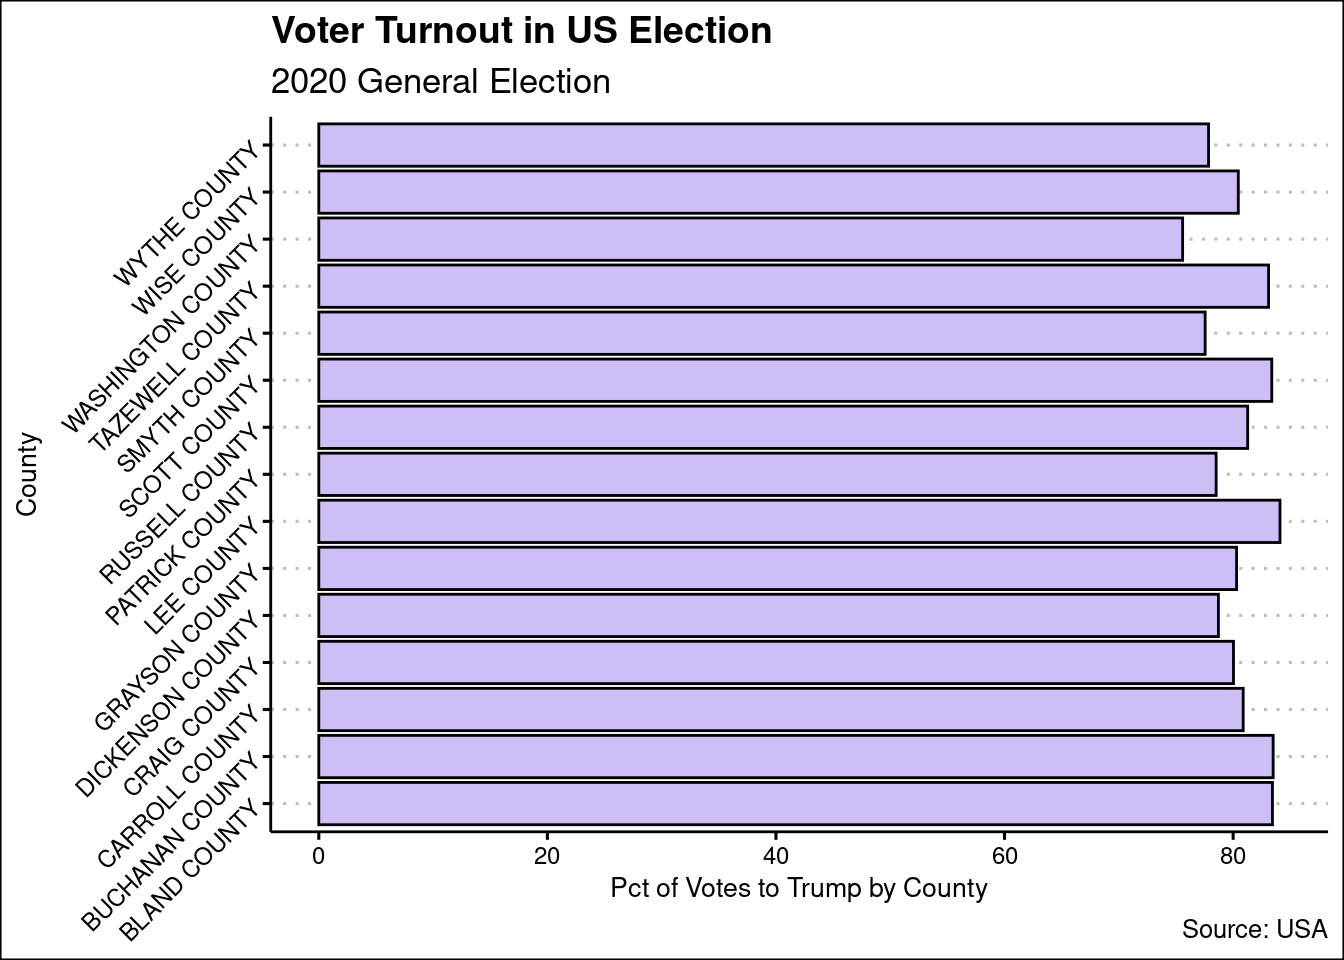 Voter Turnout in US Election
2020 General Election
WYTHE COUNTY
WISE COUNTY
WASHINGTON COUNTY
TAZEWELL COUNTY
SMYTH COUNTY
SCOTT COUNTY
RUSSELL COUNTY
PATRICK COUNTY
LEE COUNTY
GRAYSON COUNTY
DICKENSON COUNTY
CRAIG COUNTY
CARROLL COUNTY
BUCHANAN COUNTY
BLAND COUNTY
County
0 20 40 60 80
Pct of Votes to Trump by County
Source: USA